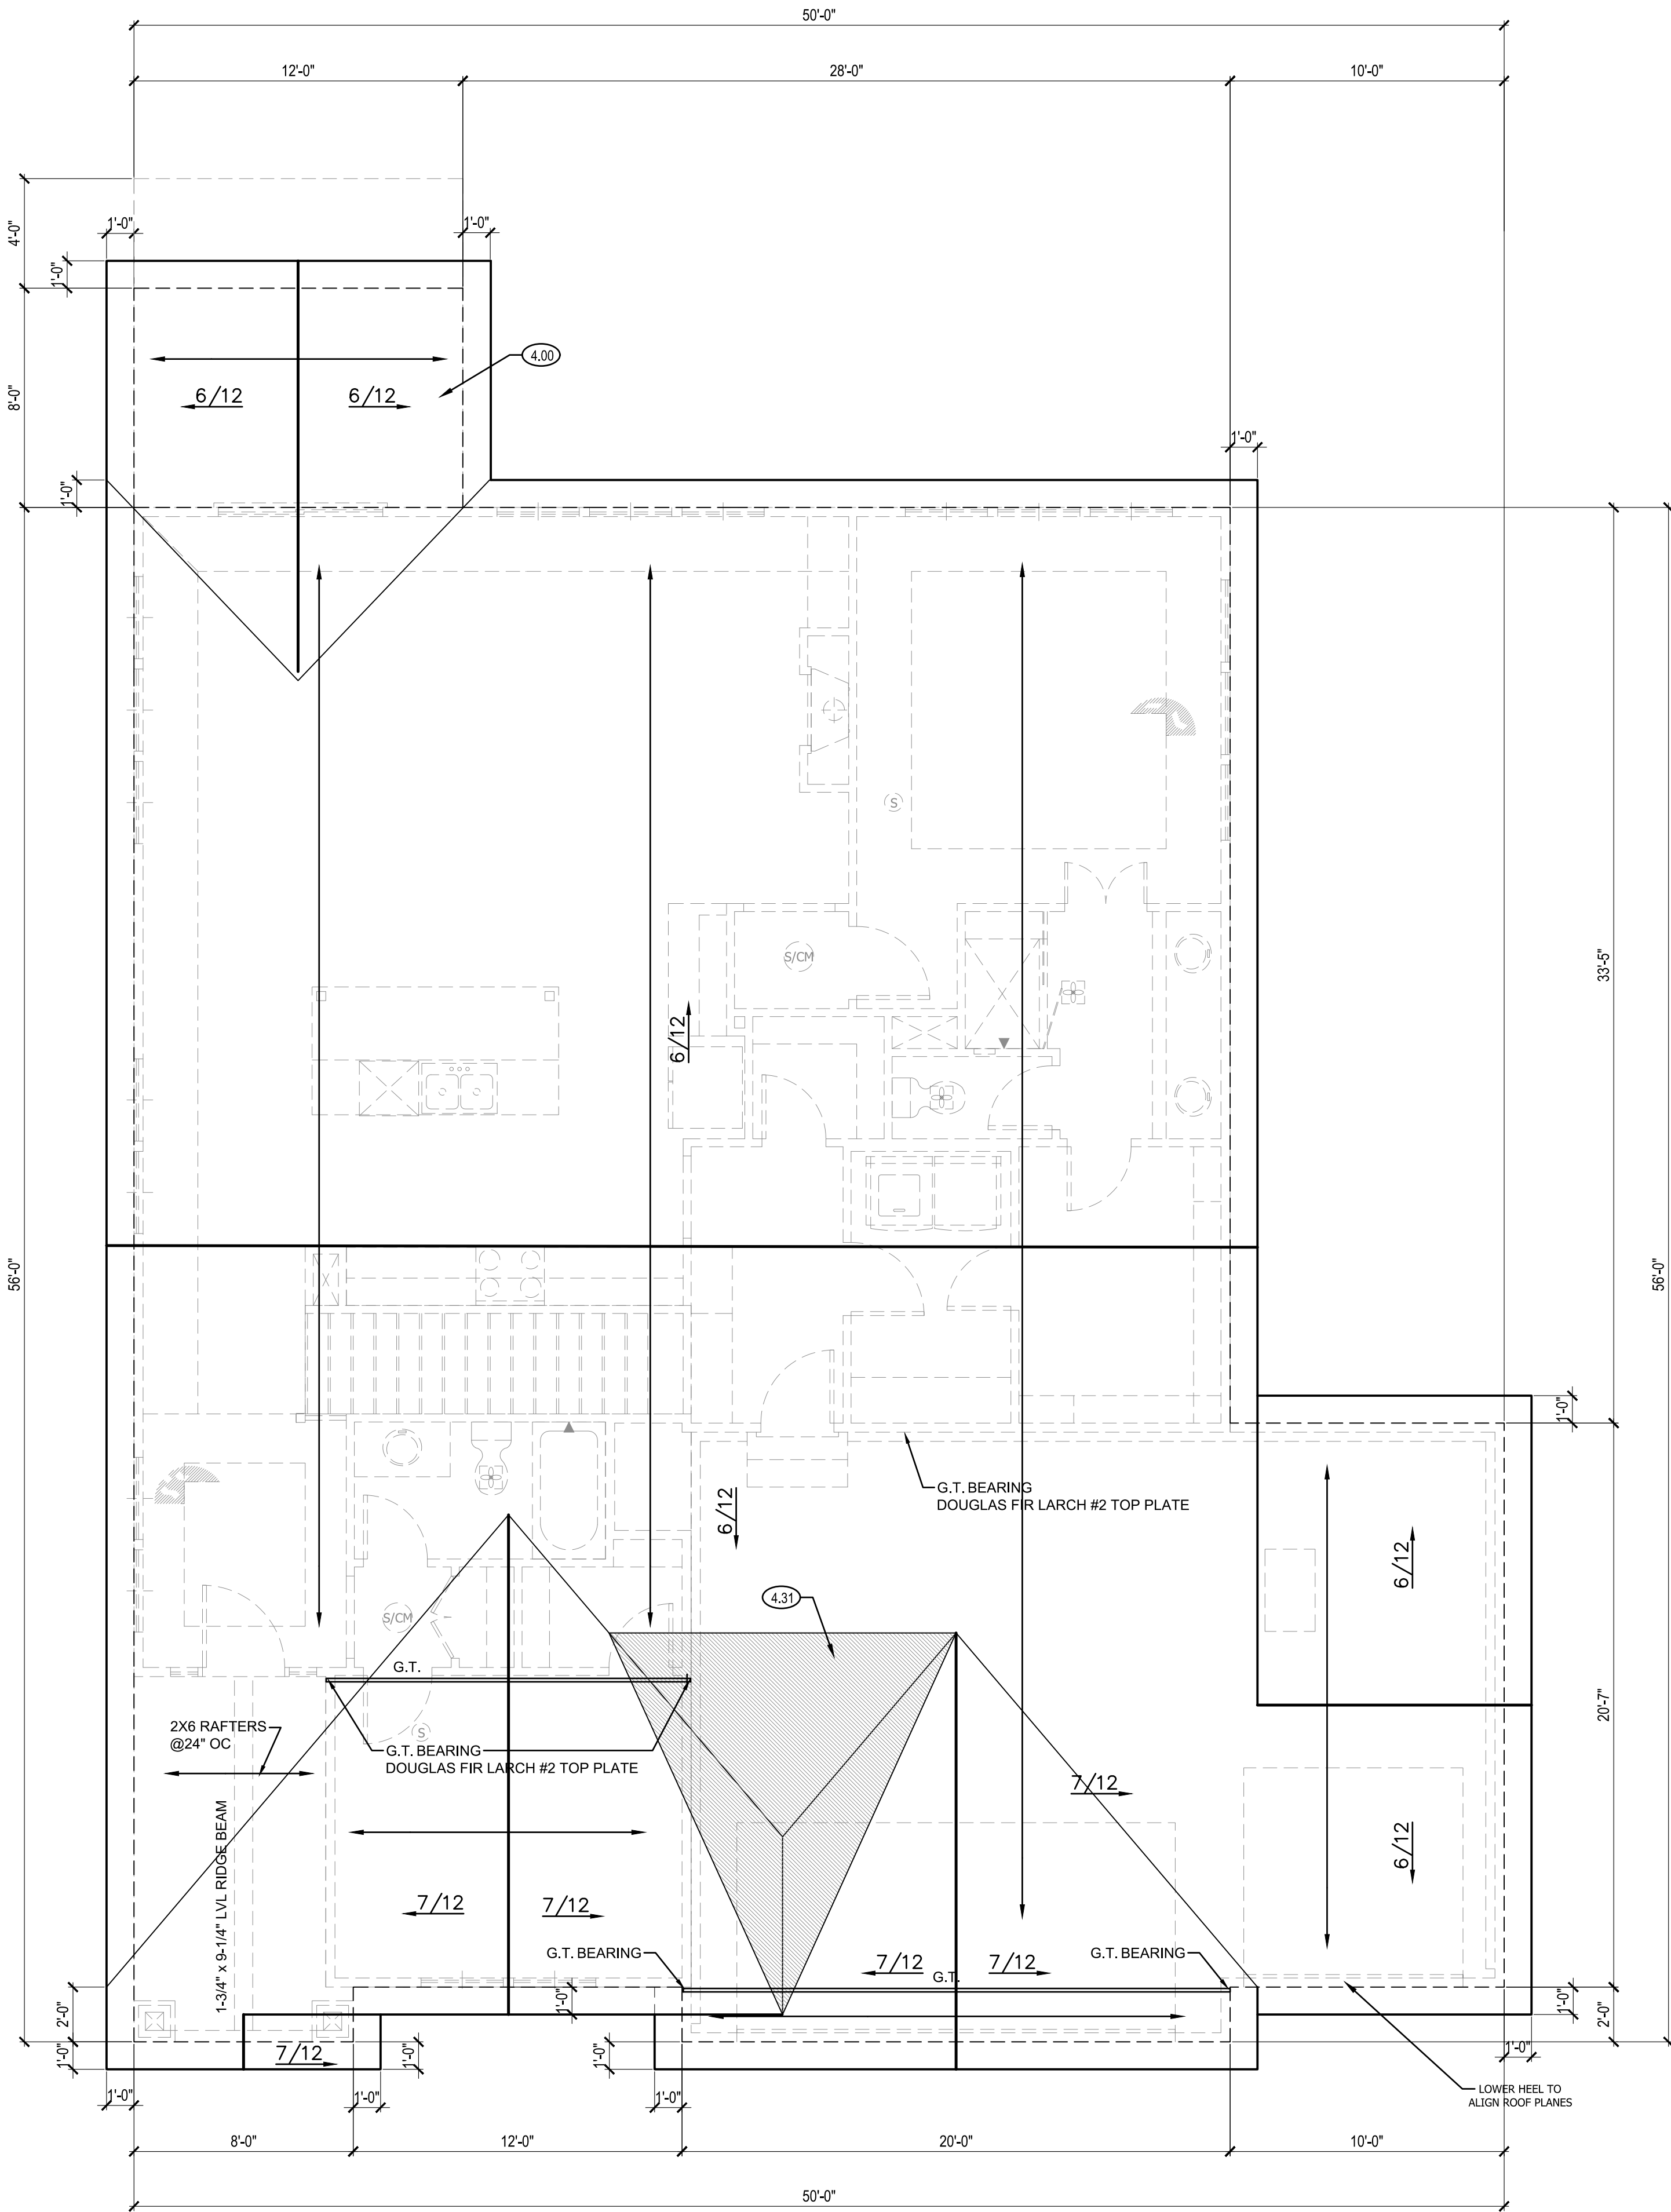 50'-0"
12'-0"
28'-0"
10'-0"
4'-0"
1'-0"
1'-0"
1'-0"
8'-0"
4.00
6/12
6/12
1'-0"
1'-0"
S
S/CM
33'-5"
6/12
56'-0"
56'-0"
1'-0"
G.T. BEARING
DOUGLAS FIR LARCH #2 TOP PLATE
6/12
6/12
4.31
S/CM
G.T.
2X6 RAFTERS
@24" OC
S
G.T. BEARING
DOUGLAS FIR LARCH #2 TOP PLATE
20'-7"
7/12
1-3/4" x 9-1/4" LVL RIDGE BEAM
6/12
7/12
7/12
G.T. BEARING
7/12
G.T.
7/12
G.T. BEARING
2'-0"
1'-0"
1'-0"
2'-0"
1'-0"
7/12
1'-0"
1'-0"
1'-0"
LOWER HEEL TO
ALIGN ROOF PLANES
1'-0"
1'-0"
1'-0"
8'-0"
12'-0"
20'-0"
10'-0"
50'-0"